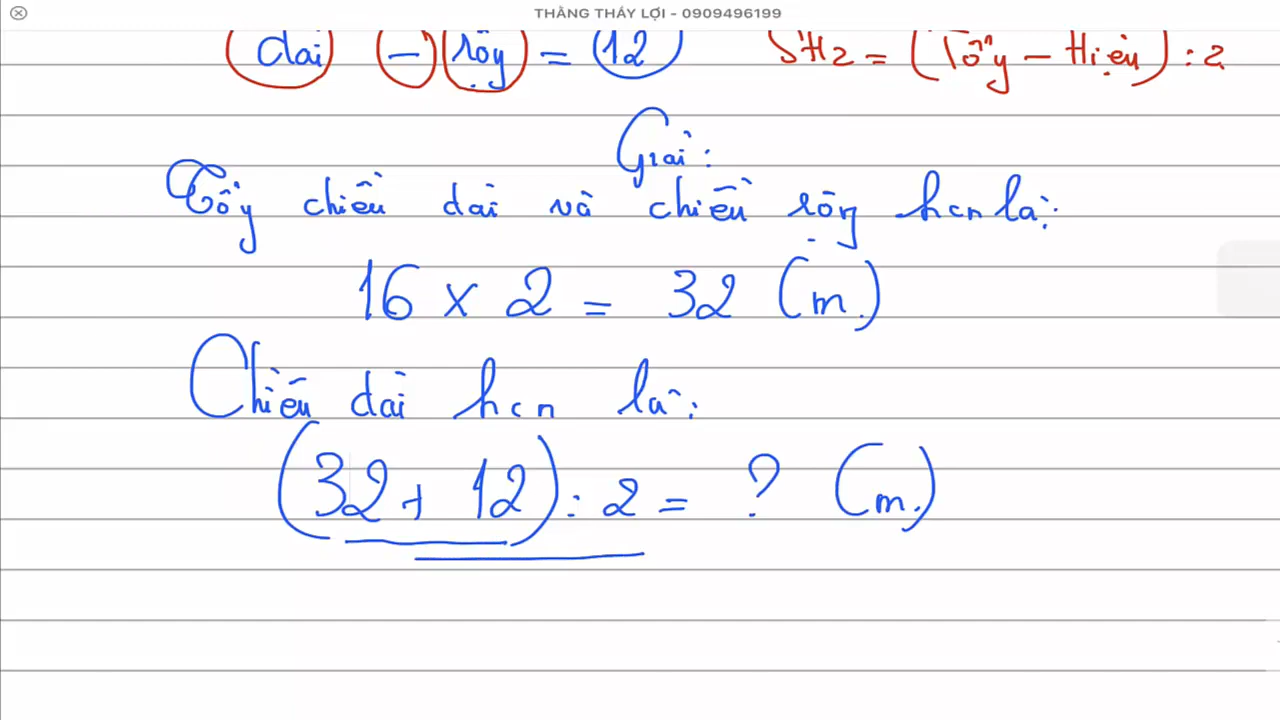 THẰNG THẦY LỢI - 0909496199
dài - rộng = 12 SH2 = (Tổng - Hiệu) : 2
Giải:
Tổng chiều dài và chiều rộng hcn là:
16 x 2 = 32 (m)
Chiều dài hcn là:
(32 + 12) : 2 = ? (m)